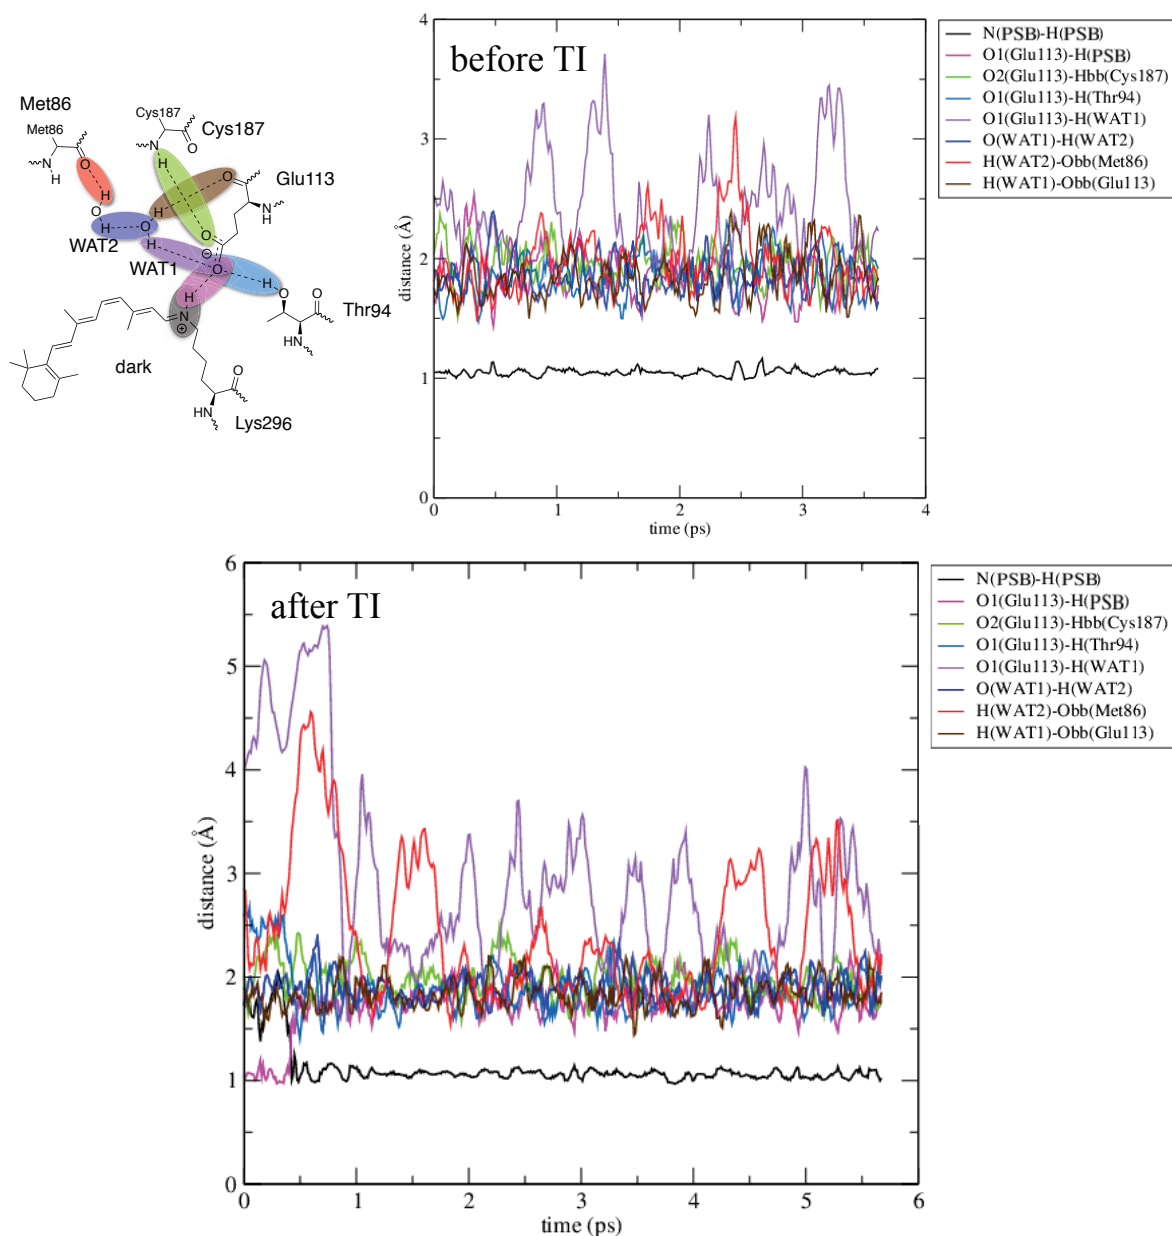 Met86
Met86
N
H
O
H
O
H
WAT2
Cys187
Cys187
N
H
O
H
H
O
H
O
WAT1
O
⊖
O
Glu113
N
H
H
O
O
Thr94
HN
H
N
⊕
dark
O
HN
Lys296
before TI
distance (Å)
4
3
2
1
0
0
1
2
3
4
time (ps)
N(PSB)-H(PSB)
O1(Glu113)-H(PSB)
O2(Glu113)-Hbb(Cys187)
O1(Glu113)-H(Thr94)
O1(Glu113)-H(WAT1)
O(WAT1)-H(WAT2)
H(WAT2)-Obb(Met86)
H(WAT1)-Obb(Glu113)
after TI
distance (Å)
6
5
4
3
2
1
0
0
1
2
3
4
5
6
time (ps)
N(PSB)-H(PSB)
O1(Glu113)-H(PSB)
O2(Glu113)-Hbb(Cys187)
O1(Glu113)-H(Thr94)
O1(Glu113)-H(WAT1)
O(WAT1)-H(WAT2)
H(WAT2)-Obb(Met86)
H(WAT1)-Obb(Glu113)